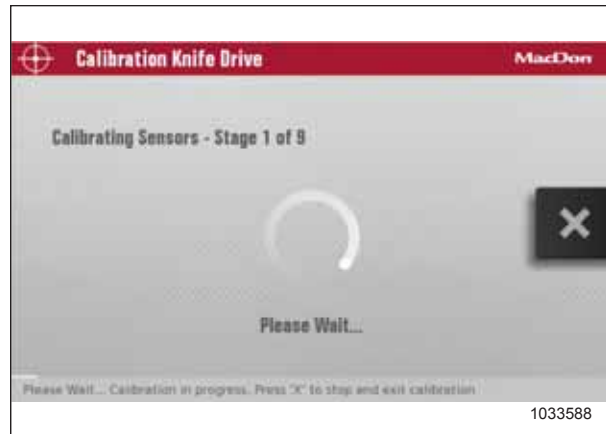 Calibration Knife Drive MacDon
Calibrating Sensors - Stage 1 of 9
Please Wait...
Please Wait... Calibration in progress. Press 'X' to stop and exit calibration
1033588